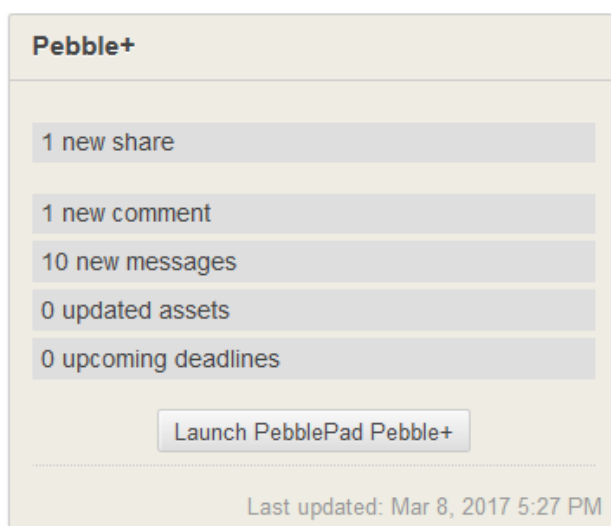 Pebble+
1 new share
1 new comment
10 new messages
0 updated assets
0 upcoming deadlines
Launch PebblePad Pebble+
Last updated: Mar 8, 2017 5:27 PM